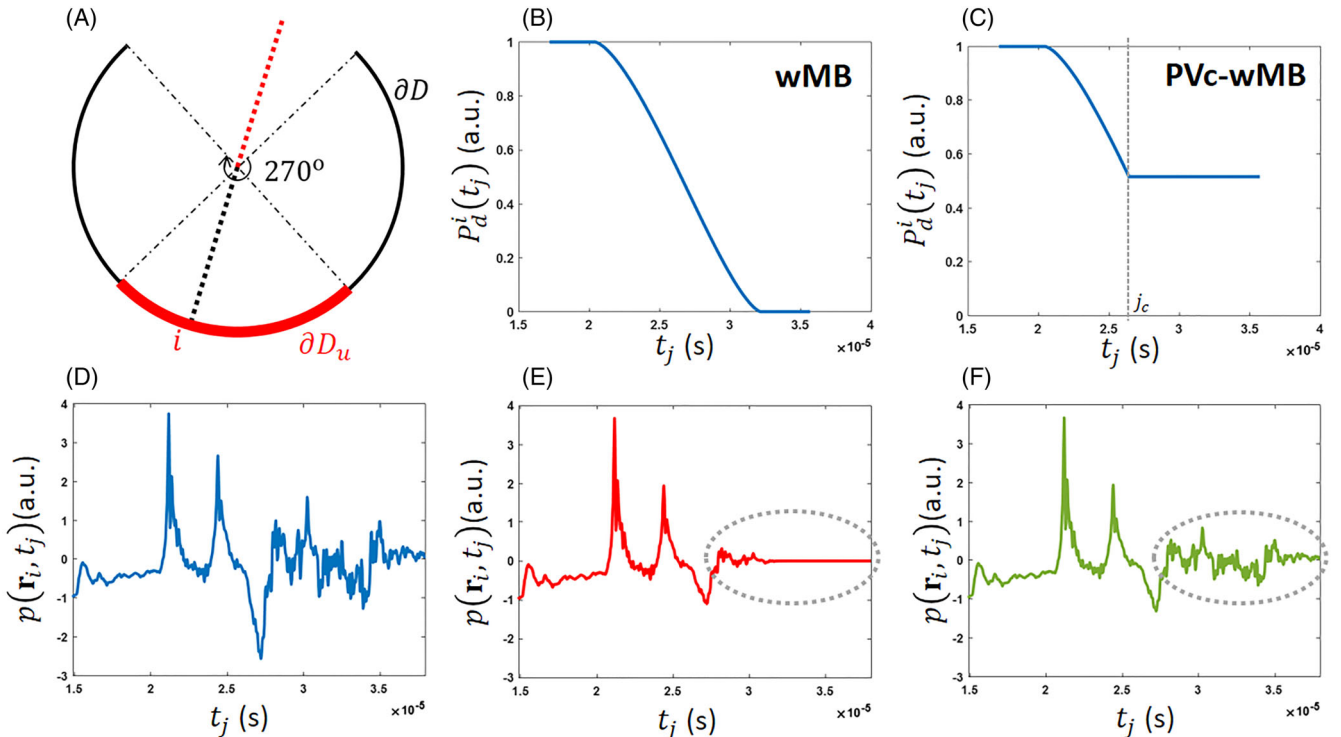 (A)
∂D
270º
i
∂D_u
(B)
wMB
P_d^i(t_j) (a.u.)
1
0.8
0.6
0.4
0.2
0
1.5 2 2.5 3 3.5 4
×10⁻⁵
t_j (s)
(C)
PVc-wMB
P_d^i(t_j) (a.u.)
1
0.8
0.6
0.4
0.2
0
j_c
1.5 2 2.5 3 3.5 4
×10⁻⁵
t_j (s)
(D)
p(r_i, t_j)(a.u.)
4
3
2
1
0
-1
-2
-3
1.5 2 2.5 3 3.5
×10⁻⁵
t_j (s)
(E)
p(r_i, t_j)(a.u.)
4
3
2
1
0
-1
-2
-3
1.5 2 2.5 3 3.5
×10⁻⁵
t_j (s)
(F)
p(r_i, t_j)(a.u.)
4
3
2
1
0
-1
-2
-3
1.5 2 2.5 3 3.5
×10⁻⁵
t_j (s)